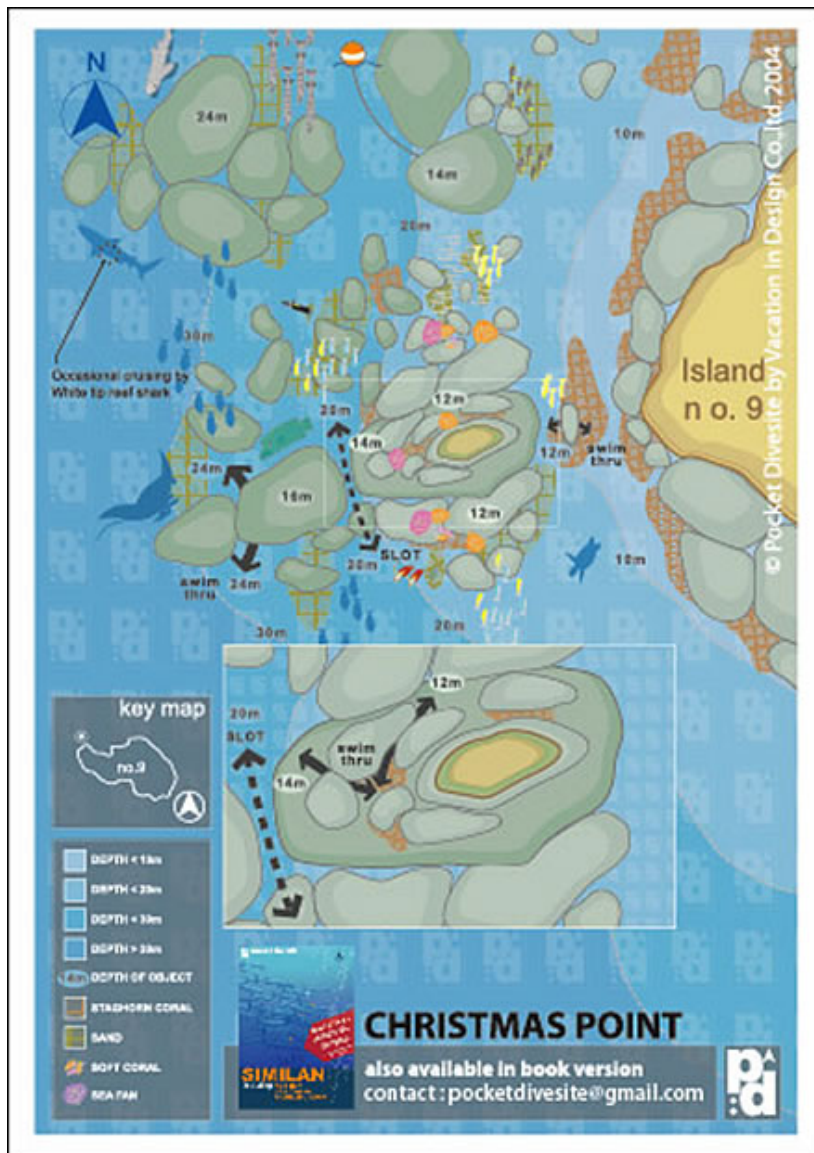 N
24m
14m
10m
20m
© Pocket Divesite by Vacation in Design Co.,ltd, 2004
30m
Occasional cruising by
White tip reef shark
Island
no. 9
12m
20m
14m
12m
swim
thru
24m
16m
12m
SLOT
20m
10m
swim
thru
24m
30m
20m
12m
20m
SLOT
swim
thru
14m
key map
no.9
DEPTH < 10m
DEPTH < 20m
DEPTH < 30m
DEPTH > 30m
DEPTH OF OBJECT
STAGHORN CORAL
SAND
SOFT CORAL
SEA FAN
SIMILAN
CHRISTMAS POINT
also available in book version
contact : pocketdivesite@gmail.com
p:d